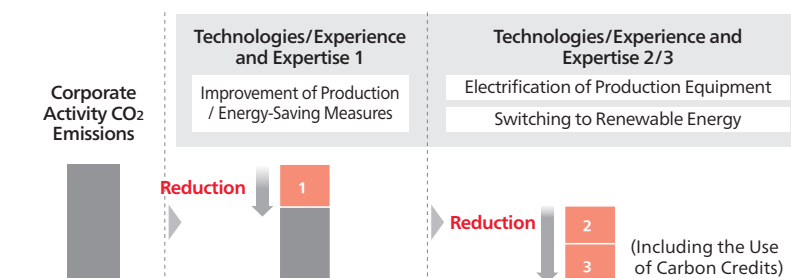 Technologies/Experience
and Expertise 1
Technologies/Experience and
Expertise 2/3
Corporate
Activity CO2
Emissions
Improvement of Production
/ Energy-Saving Measures
Electrification of Production Equipment
Switching to Renewable Energy
Reduction
1
Reduction
2
3
(Including the Use
of Carbon Credits)